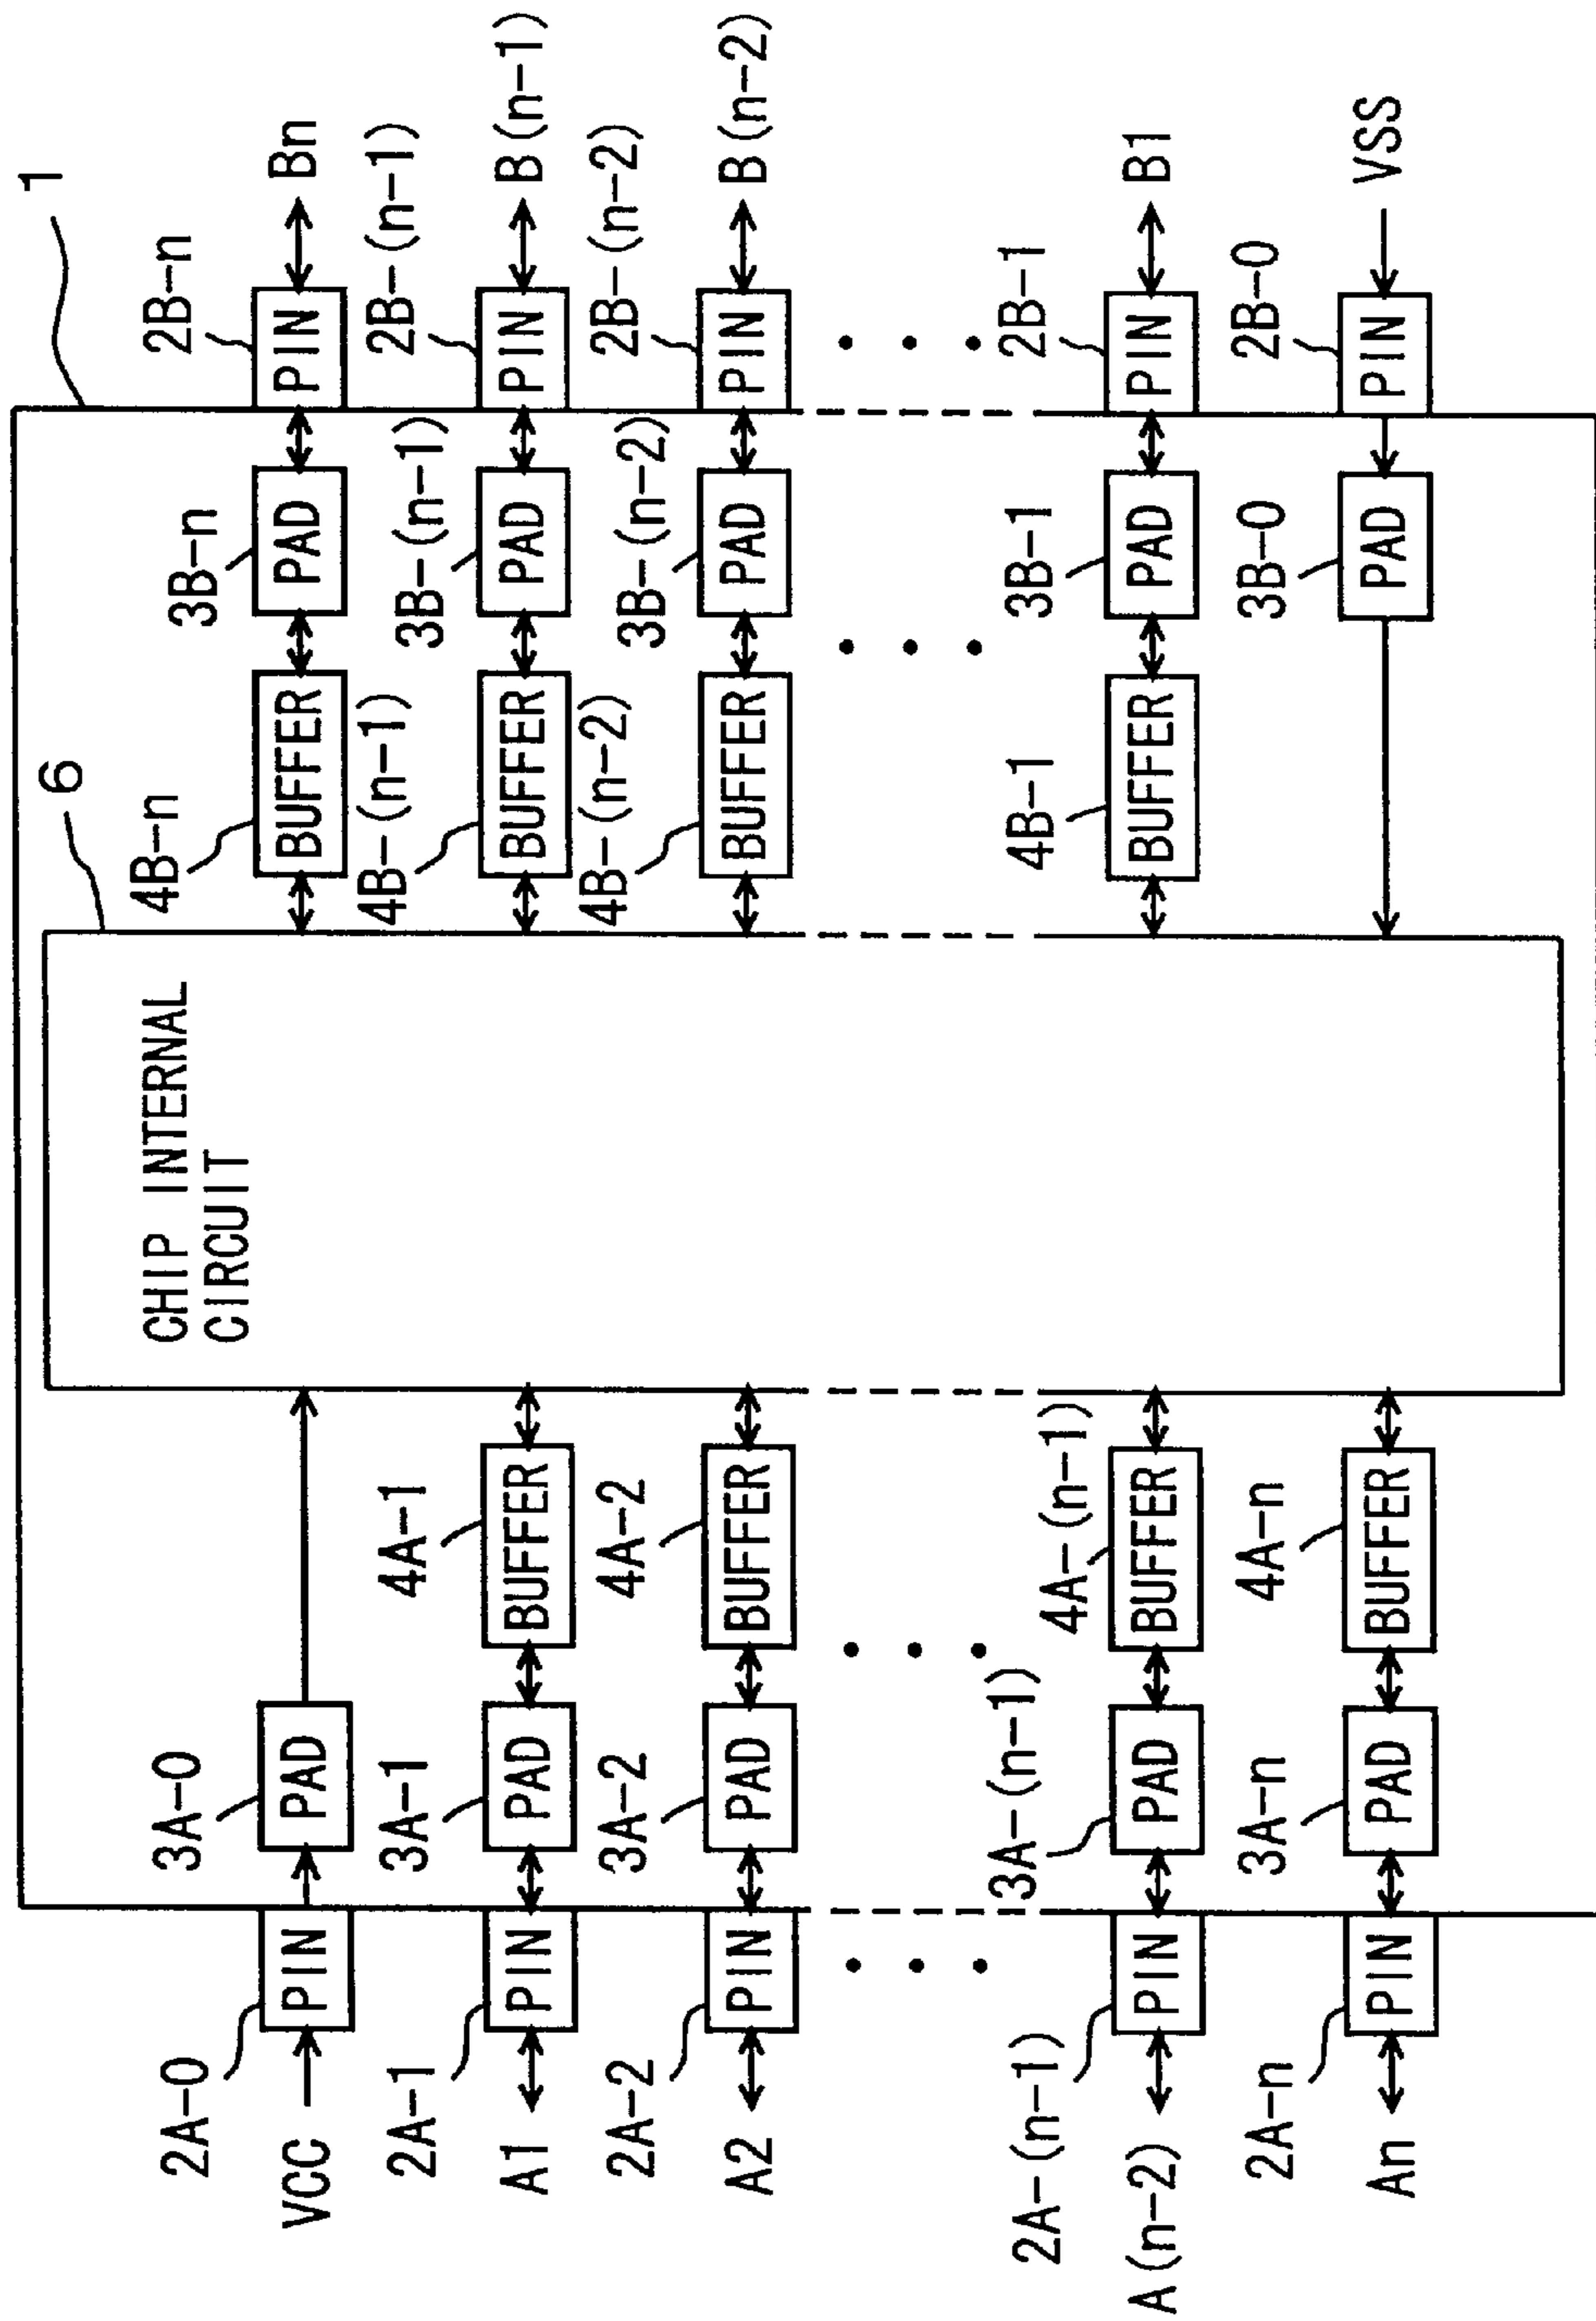 1
6
CHIP INTERNAL
CIRCUIT
2A-0
VCC
PIN
3A-0
PAD
4B-n
BUFFER
3B-n
PAD
2B-n
PIN
Bn
2A-1
A1
PIN
3A-1
PAD
4A-1
BUFFER
4B-(n-1)
BUFFER
3B-(n-1)
PAD
2B-(n-1)
PIN
B(n-1)
2A-2
A2
PIN
3A-2
PAD
4A-2
BUFFER
4B-(n-2)
BUFFER
3B-(n-2)
PAD
2B-(n-2)
PIN
B(n-2)
2A-(n-1)
A(n-2)
PIN
3A-(n-1)
PAD
4A-(n-1)
BUFFER
4B-1
BUFFER
3B-1
PAD
2B-1
PIN
B1
2A-n
An
PIN
3A-n
PAD
4A-n
BUFFER
3B-0
PAD
2B-0
PIN
VSS